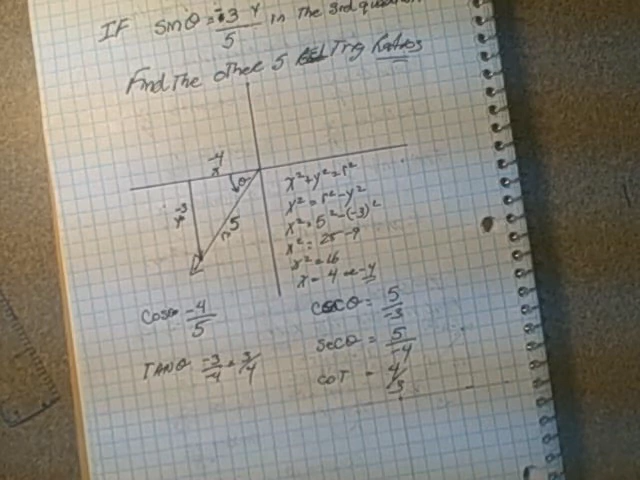 IF Sinθ = -3 y / 5 in the 3rd quadrant
Find The other 5 Trig Ratios
-4
x
θ
-3
y
5
r
x²+y²=r²
x²=r²-y²
x²=5²-(-3)²
x²=25-9
x²=16
x=4 or -4
Cosθ -4/5
TANθ -3/-4 = 3/4
CSCθ = 5/-3
secθ = 5/-4
COT = 4/3